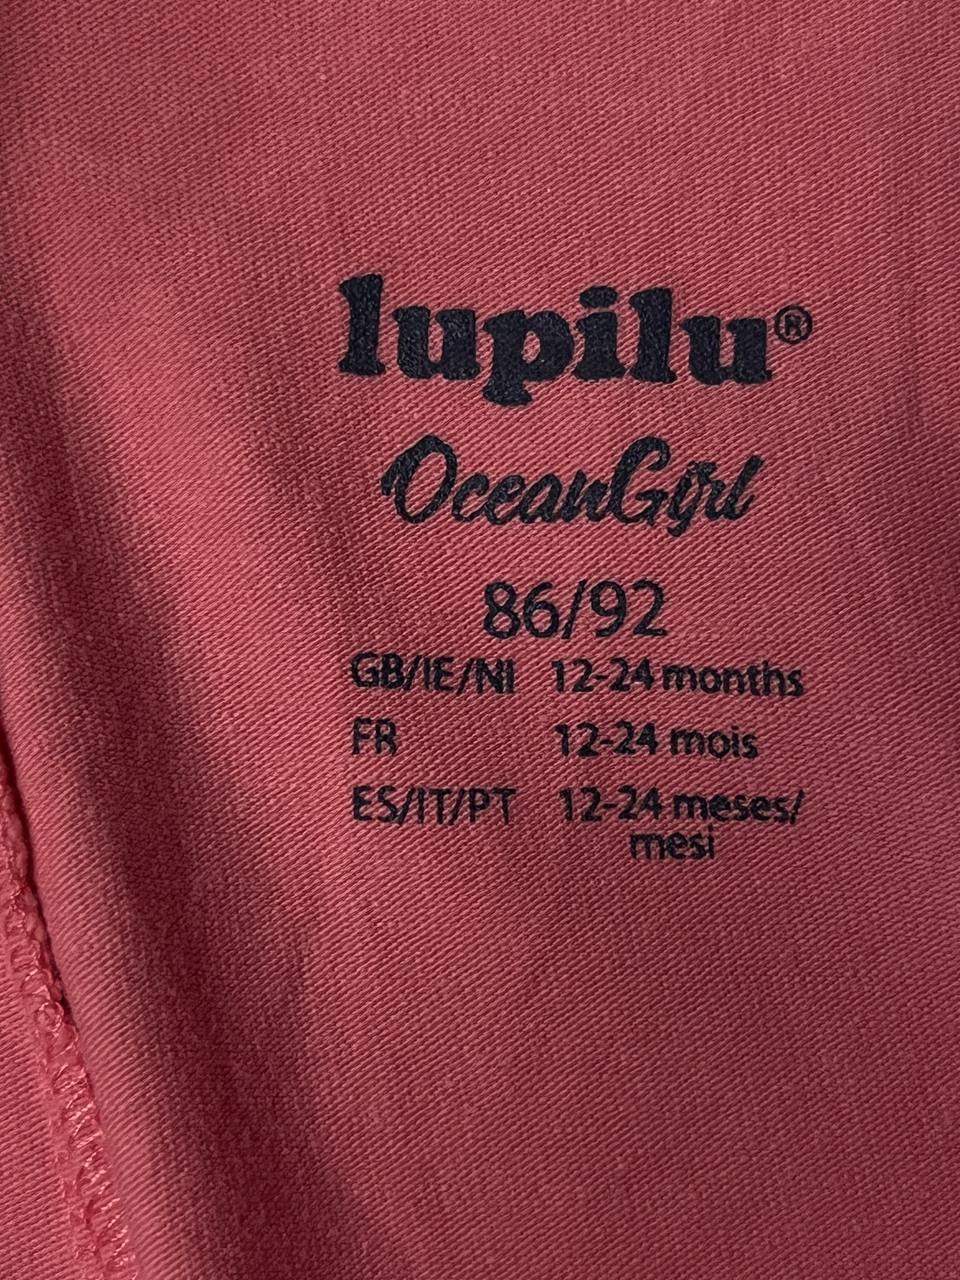 lupilu®
OceanGirl
86/92
GB/IE/NI 12-24 months
FR 12-24 mois
ES/IT/PT 12-24 meses/
mesi